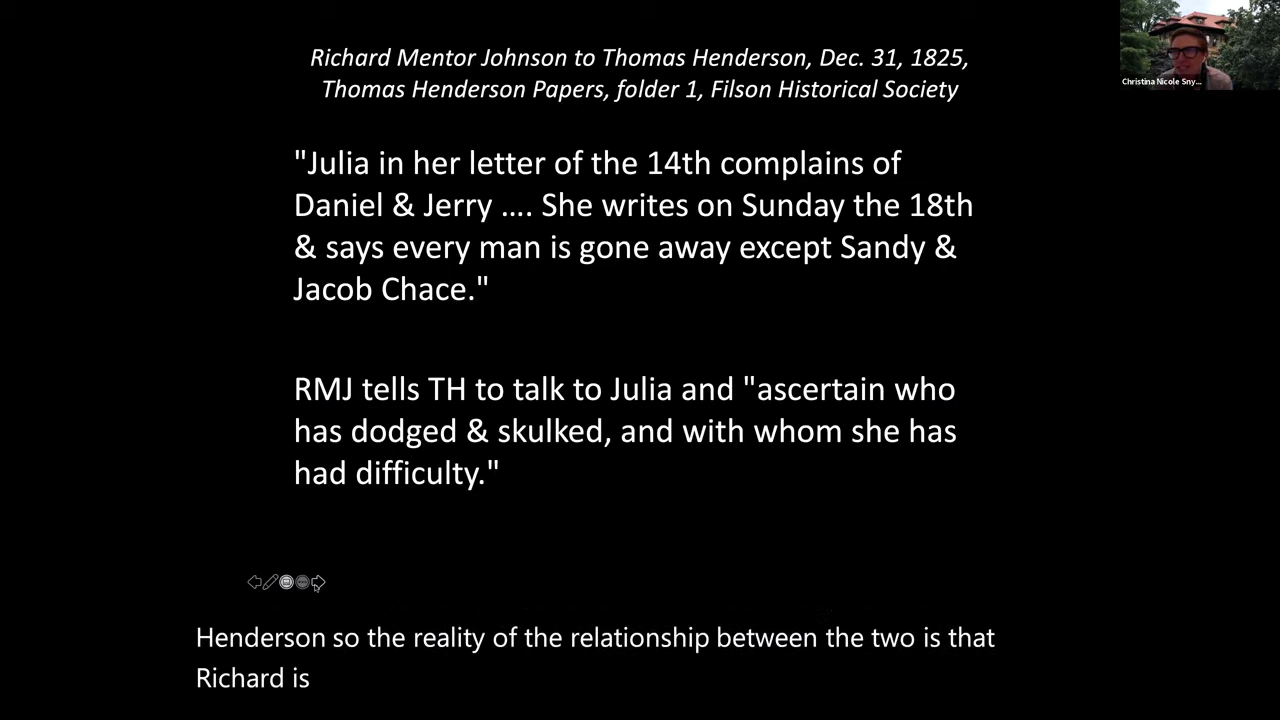 Richard Mentor Johnson to Thomas Henderson, Dec. 31, 1825,
Thomas Henderson Papers, folder 1, Filson Historical Society
Christina Nicole Sny...
"Julia in her letter of the 14th complains of
Daniel & Jerry .... She writes on Sunday the 18th
& says every man is gone away except Sandy &
Jacob Chace."
RMJ tells TH to talk to Julia and "ascertain who
has dodged & skulked, and with whom she has
had difficulty."
Henderson so the reality of the relationship between the two is that
Richard is